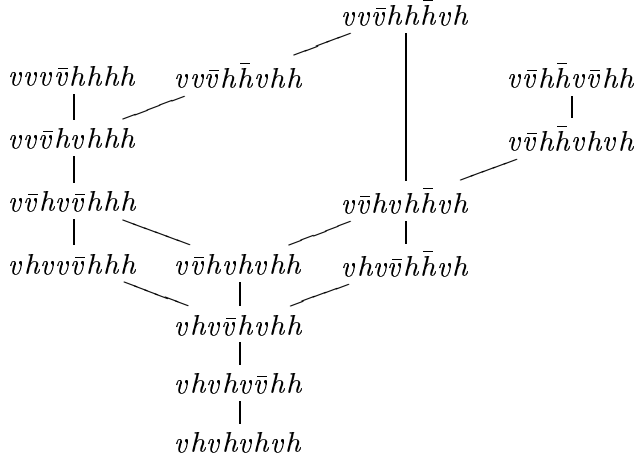 vvv̄hhh̄vh
vvvv̄hhhh vvv̄hh̄vhh vv̄hh̄vv̄hh
vvv̄hvhhh vv̄hh̄vhvh
vv̄hvv̄hhh vv̄hvhh̄vh
vhvvv̄hhh vv̄hvhvhh vhvv̄hh̄vh
vhvv̄hvhh
vhvhvv̄hh
vhvhvhvh